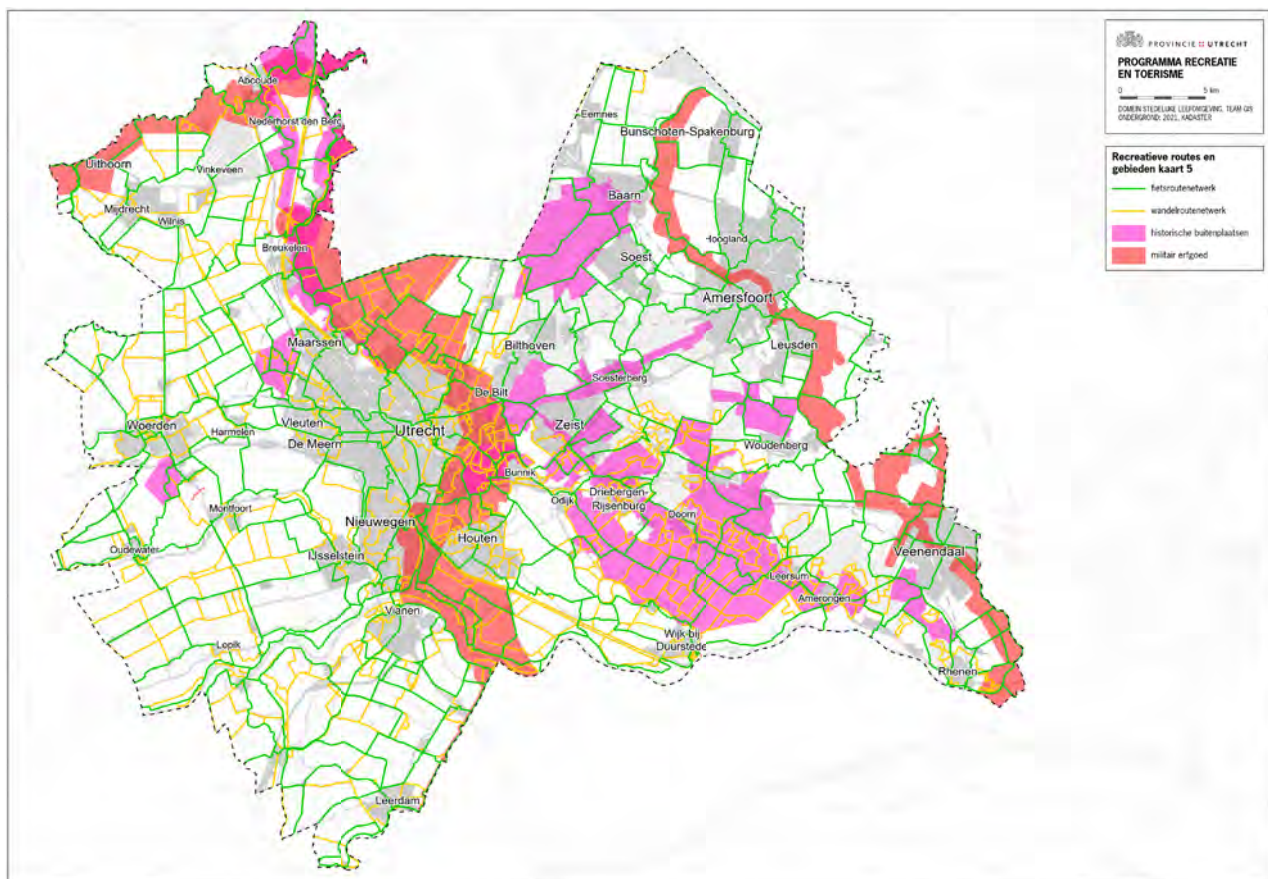 PROVINCIE UTRECHT
PROGRAMMA RECREATIE
EN TOERISME
0 5 km
DOMEIN STEDELIJKE LEEFOMGEVING, TEAM GIS
ONDERGROND: 2021, KADASTER
Recreatieve routes en
gebieden kaart 5
fietsroutenetwerk
wandelroutenetwerk
historische buitenplaatsen
militair erfgoed
Abcoude
Nederhorst den Berg
Eemnes
Bunschoten-Spakenburg
Uithoorn
Vinkeveen
Baarn
Mijdrecht
Wilnis
Hoogland
Breukelen
Soest
Amersfoort
Maarssen
Bilthoven
Leusden
Soesterberg
De Bilt
Woerden
Harmelen
Vleuten
De Meern
Utrecht
Zeist
Woudenberg
Bunnik
Odijk
Driebergen-
Rijsenburg
Doorn
Montfoort
Nieuwegein
Houten
Oudewater
IJsselstein
Veenendaal
Leersum
Amerongen
Vianen
Wijk bij
Duurstede
Lopik
Rhenen
Leerdam